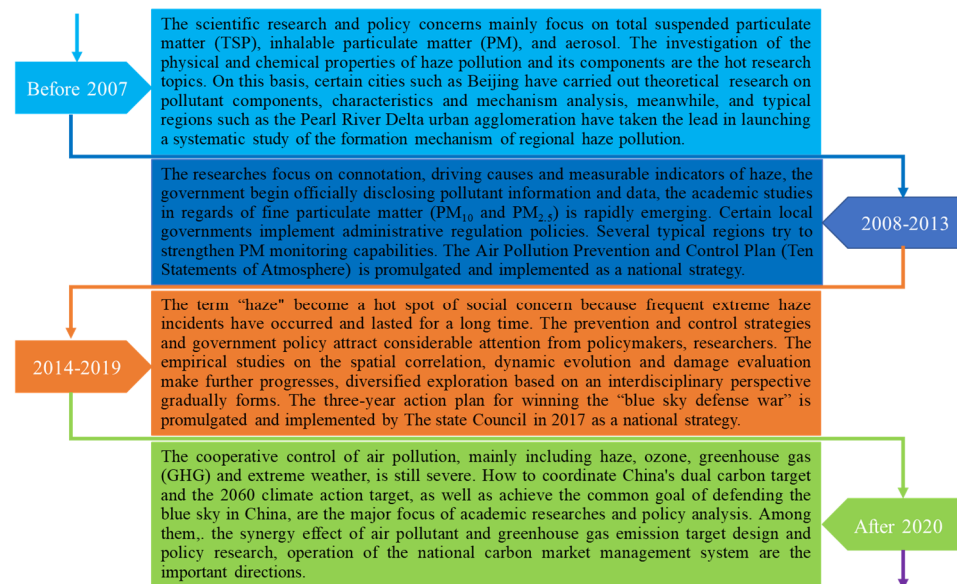 The scientific research and policy concerns mainly focus on total suspended particulate
matter (TSP), inhalable particulate matter (PM), and aerosol. The investigation of the
physical and chemical properties of haze pollution and its components are the hot research
topics. On this basis, certain cities such as Beijing have carried out theoretical research on
pollutant components, characteristics and mechanism analysis, meanwhile, and typical
regions such as the Pearl River Delta urban agglomeration have taken the lead in launching
a systematic study of the formation mechanism of regional haze pollution.
Before 2007
The researches focus on connotation, driving causes and measurable indicators of haze, the
government begin officially disclosing pollutant information and data, the academic studies
in regards of fine particulate matter (PM10 and PM2.5) is rapidly emerging. Certain local
governments implement administrative regulation policies. Several typical regions try to
strengthen PM monitoring capabilities. The Air Pollution Prevention and Control Plan (Ten
Statements of Atmosphere) is promulgated and implemented as a national strategy.
2008-2013
The term “haze" become a hot spot of social concern because frequent extreme haze
incidents have occurred and lasted for a long time. The prevention and control strategies
and government policy attract considerable attention from policymakers, researchers. The
empirical studies on the spatial correlation, dynamic evolution and damage evaluation
make further progresses, diversified exploration based on an interdisciplinary perspective
gradually forms. The three-year action plan for winning the “blue sky defense war” is
promulgated and implemented by The state Council in 2017 as a national strategy.
2014-2019
The cooperative control of air pollution, mainly including haze, ozone, greenhouse gas
(GHG) and extreme weather, is still severe. How to coordinate China's dual carbon target
and the 2060 climate action target, as well as achieve the common goal of defending the
blue sky in China, are the major focus of academic researches and policy analysis. Among
them,. the synergy effect of air pollutant and greenhouse gas emission target design and
policy research, operation of the national carbon market management system are the
important directions.
After 2020